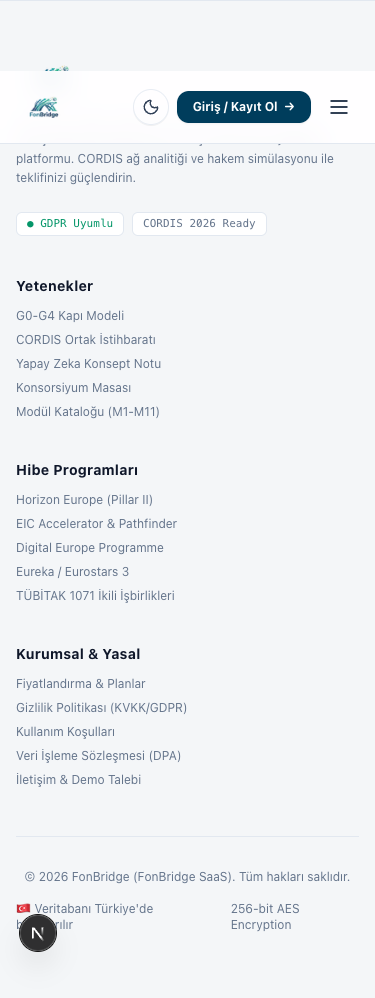 FonBridge
Giriş / Kayıt Ol →
platformu. CORDIS ağ analitiği ve hakem simülasyonu ile
teklifinizi güçlendirin.
● GDPR Uyumlu
CORDIS 2026 Ready
Yetenekler
G0-G4 Kapı Modeli
CORDIS Ortak İstihbaratı
Yapay Zeka Konsept Notu
Konsorsiyum Masası
Modül Kataloğu (M1-M11)
Hibe Programları
Horizon Europe (Pillar II)
EIC Accelerator & Pathfinder
Digital Europe Programme
Eureka / Eurostars 3
TÜBİTAK 1071 İkili İşbirlikleri
Kurumsal & Yasal
Fiyatlandırma & Planlar
Gizlilik Politikası (KVKK/GDPR)
Kullanım Koşulları
Veri İşleme Sözleşmesi (DPA)
İletişim & Demo Talebi
© 2026 FonBridge (FonBridge SaaS). Tüm hakları saklıdır.
🇹🇷 Veritabanı Türkiye'de
256-bit AES
Encryption
N